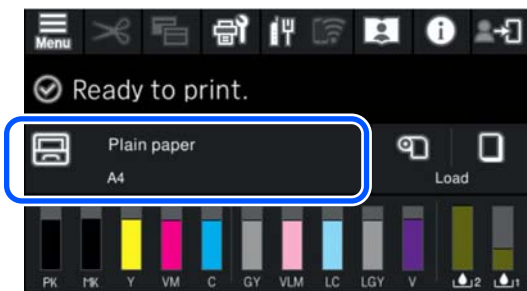 Menu
Ready to print.
Plain paper
A4
Load
PK MK Y VM C GY VLM LC LGY V 2 1